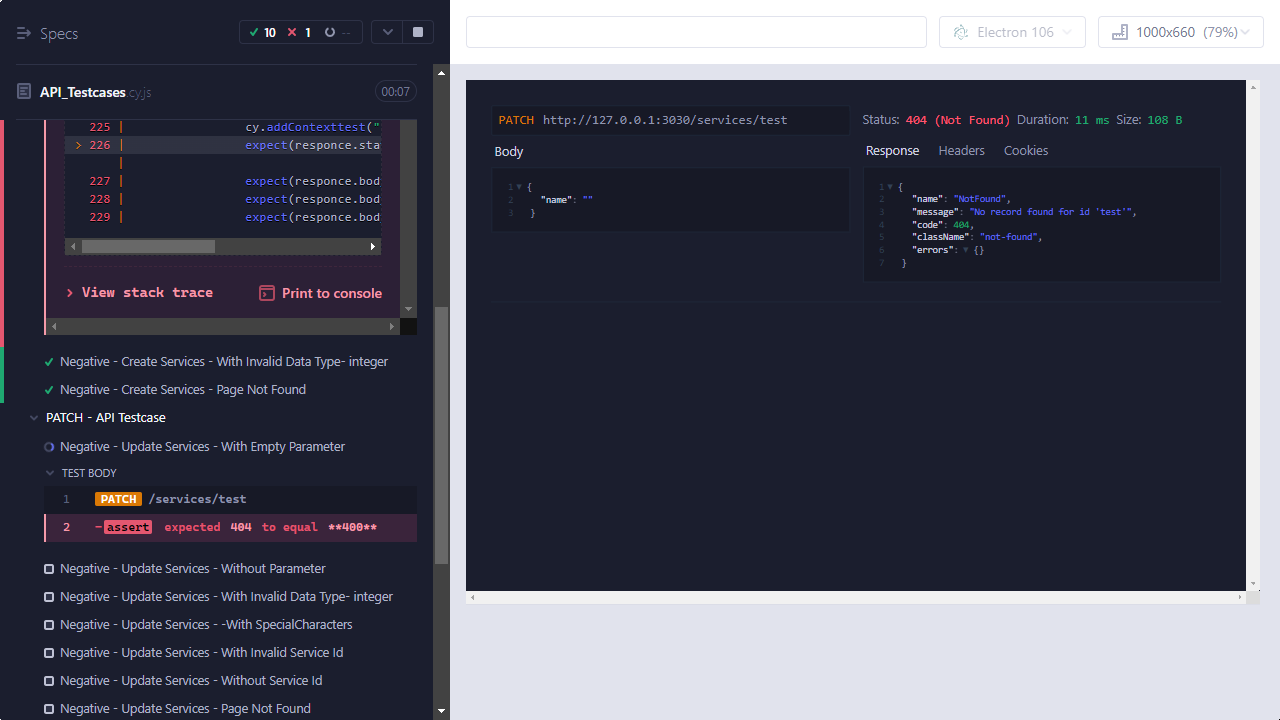 Specs
10 1 --
API_Testcases.cy.js 00:07
225 | cy.addContexttest("
> 226 | expect(responce.sta
|
227 | expect(responce.bod
228 | expect(responce.bod
229 | expect(responce.bod
> View stack trace Print to console
Negative - Create Services - With Invalid Data Type- integer
Negative - Create Services - Page Not Found
PATCH - API Testcase
Negative - Update Services - With Empty Parameter
TEST BODY
1 PATCH /services/test
2 -assert expected 404 to equal **400**
Negative - Update Services - Without Parameter
Negative - Update Services - With Invalid Data Type- integer
Negative - Update Services - -With SpecialCharacters
Negative - Update Services - With Invalid Service Id
Negative - Update Services - Without Service Id
Negative - Update Services - Page Not Found
Electron 106
1000x660 (79%)
PATCH http://127.0.0.1:3030/services/test
Body
1 {
2 "name": ""
3 }
Status: 404 (Not Found) Duration: 11 ms Size: 108 B
Response Headers Cookies
1 {
2 "name": "NotFound",
3 "message": "No record found for id 'test'",
4 "code": 404,
5 "className": "not-found",
6 "errors": {}
7 }